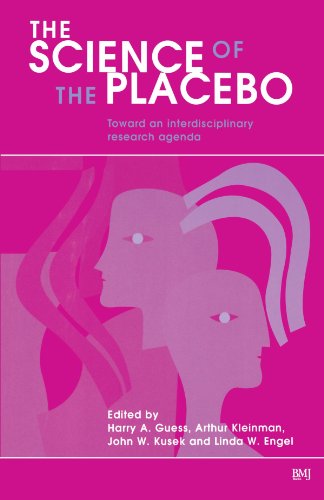 THE
SCIENCE OF
THE PLACEBO
Toward an interdisciplinary
research agenda
Edited by
Harry A. Guess, Arthur Kleinman,
John W. Kusek and Linda W. Engel
BMJ
Books